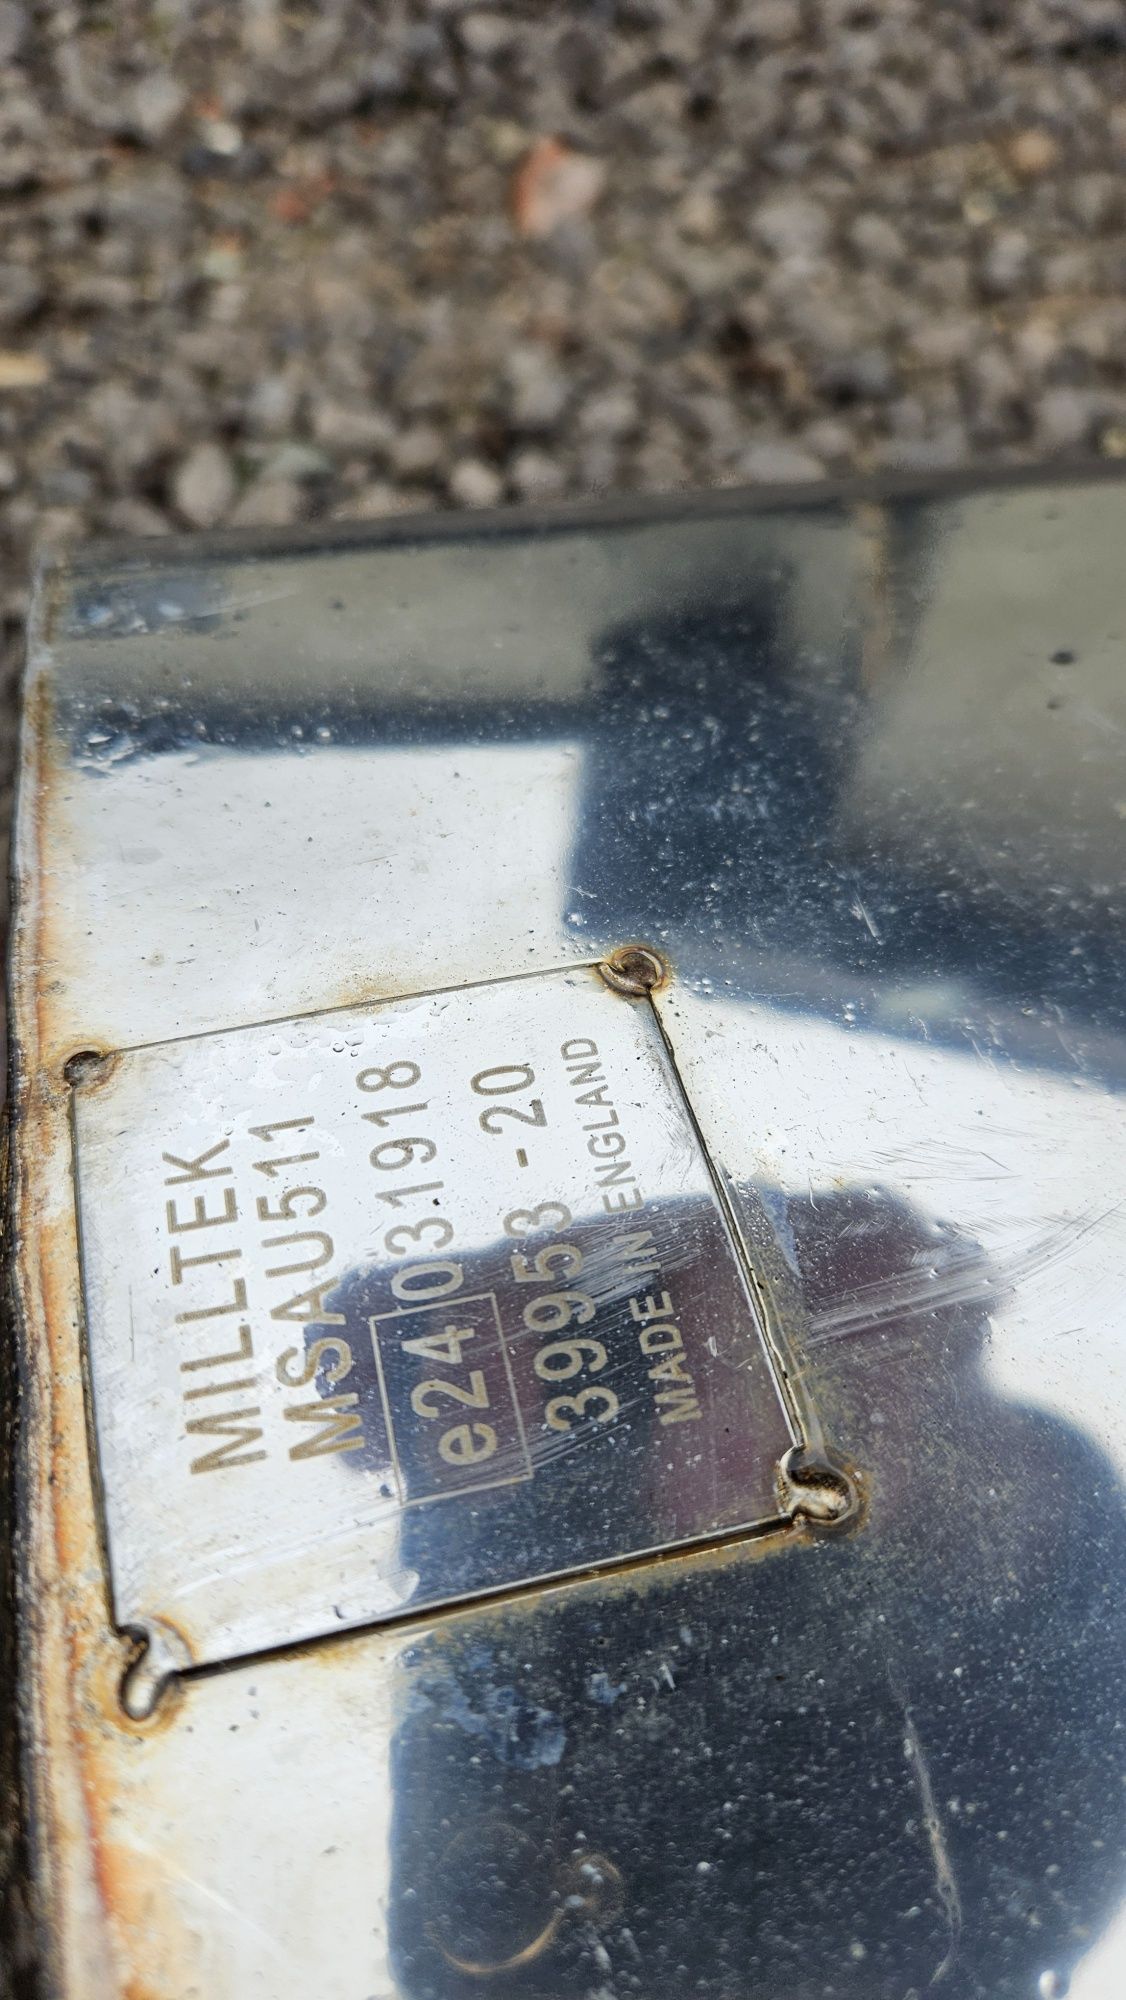 MILLTEK
MSAU511
e24 031918
39953-20
MADE IN ENGLAND